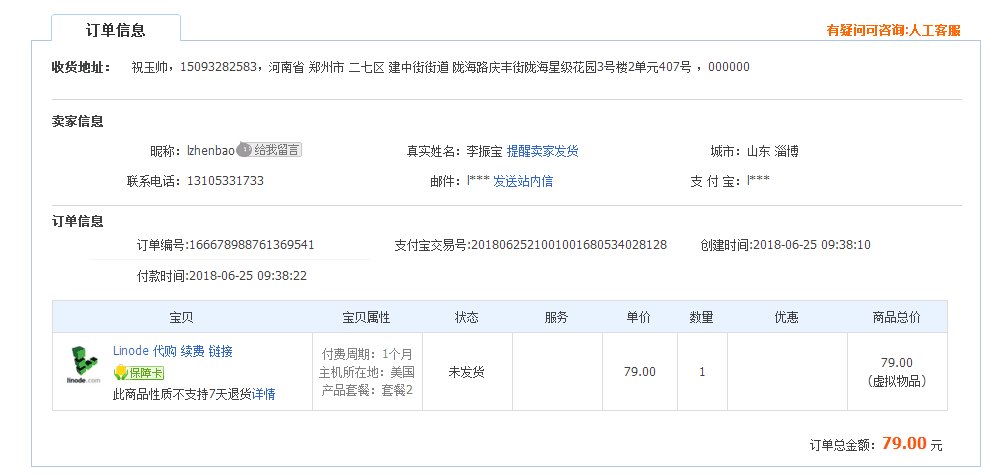 订单信息
有疑问可咨询:人工客服
收货地址： 祝玉帅，15093282583，河南省 郑州市 二七区 建中街街道 陇海路庆丰街陇海星级花园3号楼2单元407号 ，000000
卖家信息
昵称：lzhenbao 给我留言 真实姓名：李振宝 提醒卖家发货 城市：山东 淄博
联系电话：13105331733 邮件：l*** 发送站内信 支 付 宝：l***
订单信息
订单编号:166678988761369541 支付宝交易号:2018062521001001680534028128 创建时间:2018-06-25 09:38:10
付款时间:2018-06-25 09:38:22
宝贝 宝贝属性 状态 服务 单价 数量 优惠 商品总价
linode.com
Linode 代购 续费 链接
保障卡
此商品性质不支持7天退货详情
付费周期：1个月
主机所在地：美国
产品套餐：套餐2
未发货 79.00 1
79.00
（虚拟物品）
订单总金额：79.00 元